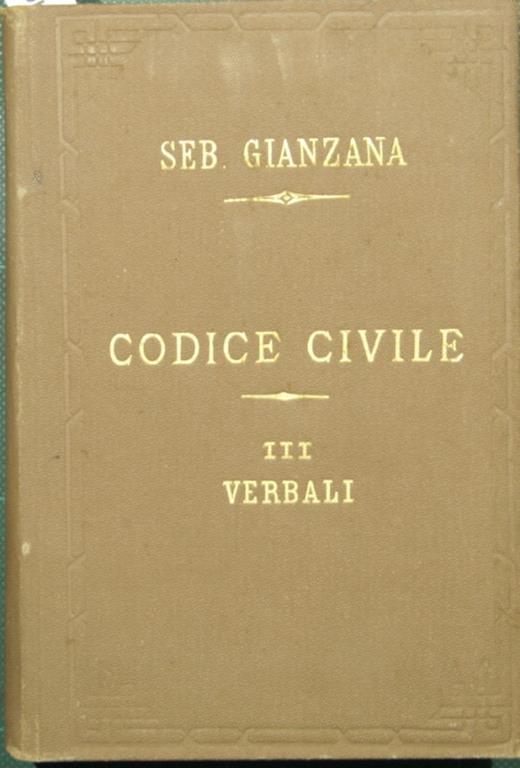 SEB. GIANZANA
CODICE CIVILE
III
VERBALI